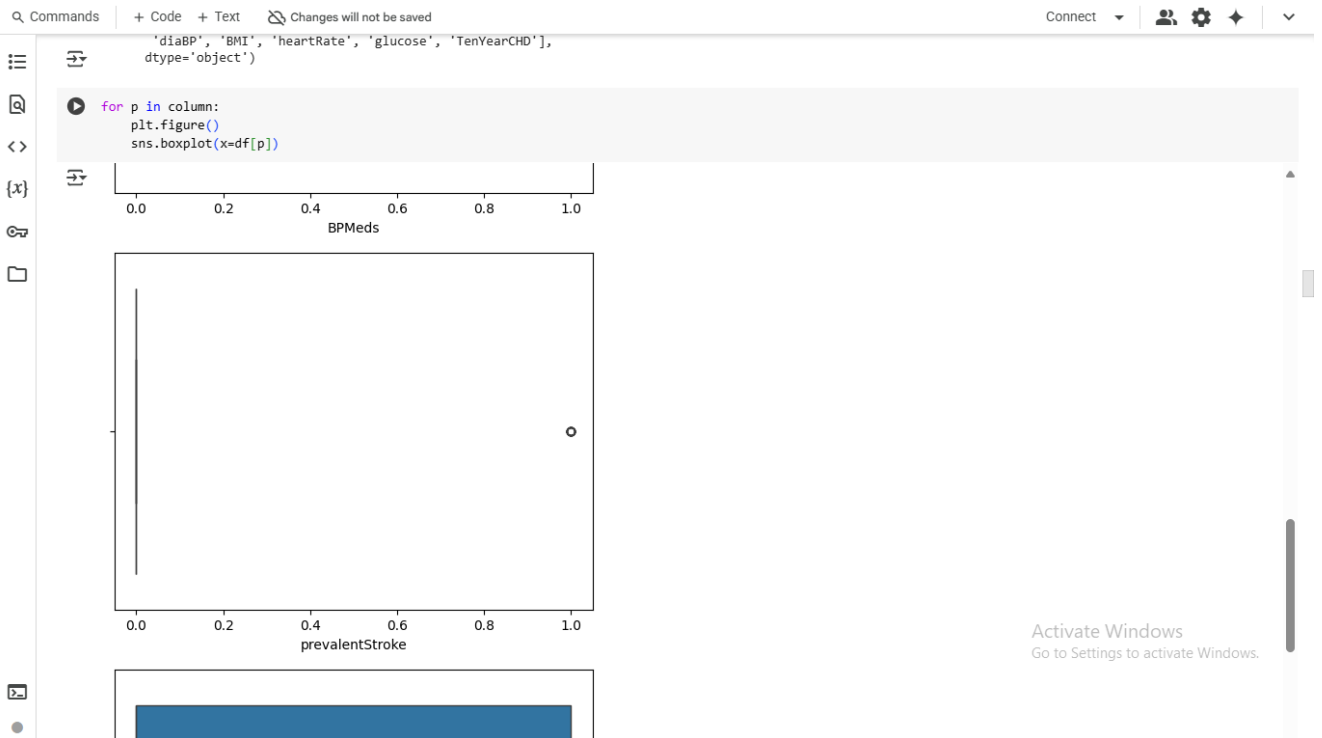 Commands
+ Code + Text
Changes will not be saved
Connect
'diaBP', 'BMI', 'heartRate', 'glucose', 'TenYearCHD'],
dtype='object')
for p in column:
    plt.figure()
    sns.boxplot(x=df[p])
{x}
0.0 0.2 0.4 0.6 0.8 1.0
BPMeds
0.0 0.2 0.4 0.6 0.8 1.0
prevalentStroke
Activate Windows
Go to Settings to activate Windows.